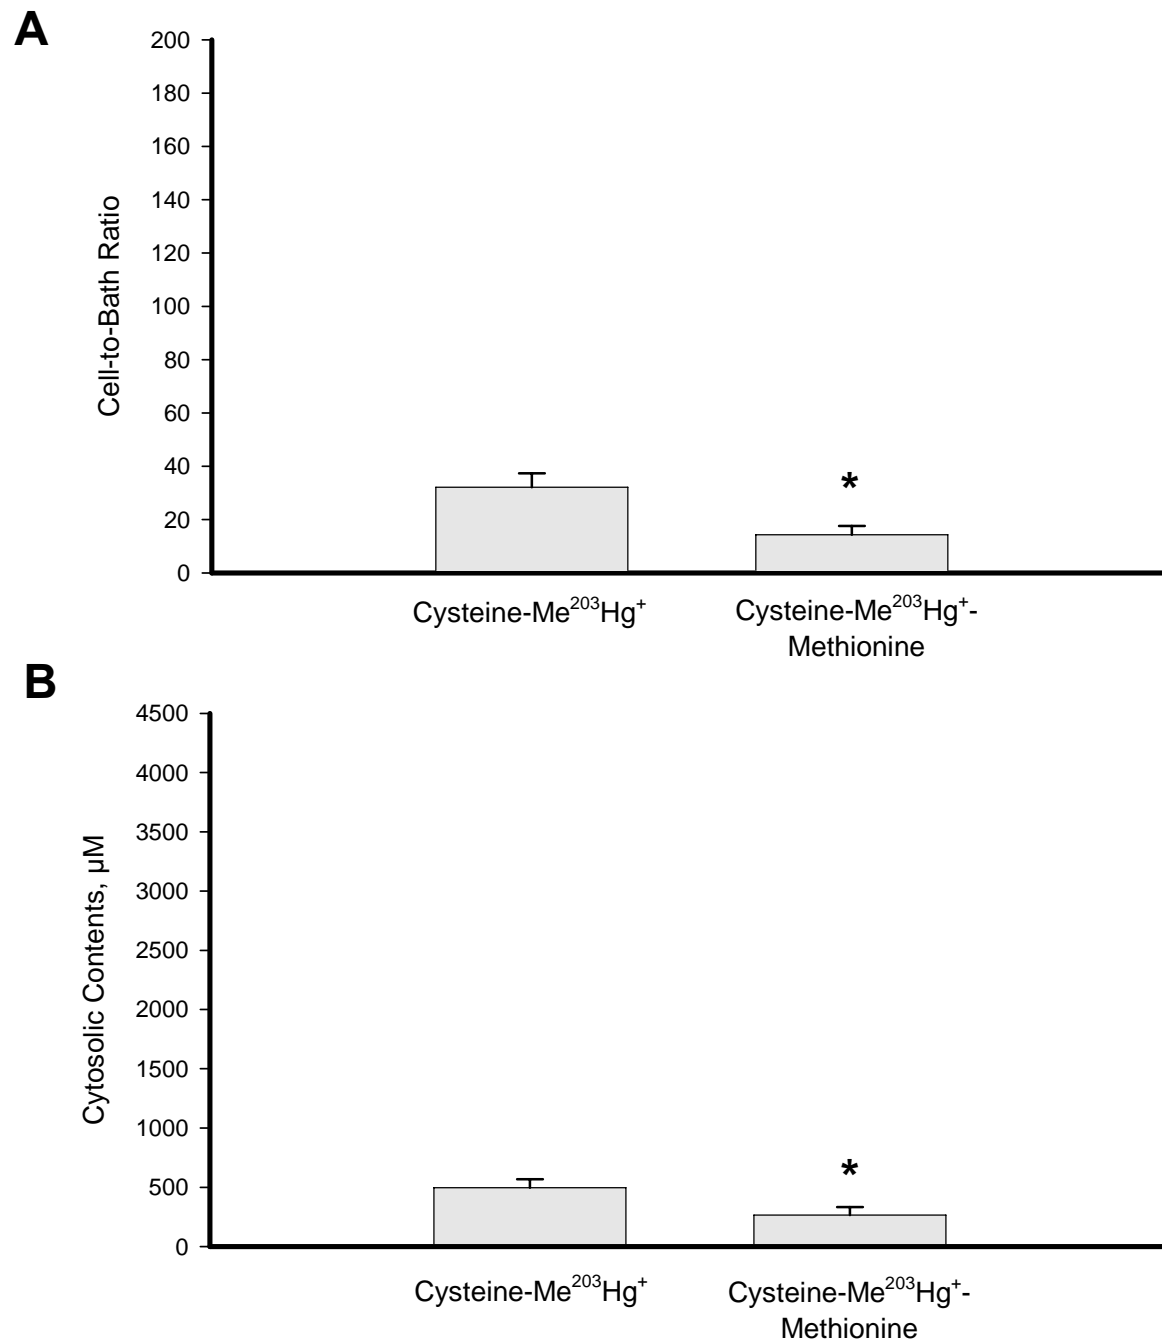 A
200
180
160
140
120
100
80
60
40
20
0
Cell-to-Bath Ratio
*
Cysteine-Me²⁰³Hg⁺
Cysteine-Me²⁰³Hg⁺-
Methionine
B
4500
4000
3500
3000
2500
2000
1500
1000
500
0
Cytosolic Contents, µM
*
Cysteine-Me²⁰³Hg⁺
Cysteine-Me²⁰³Hg⁺-
Methionine